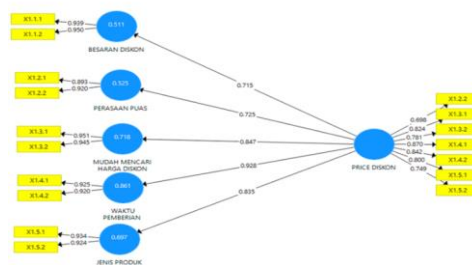 X1.1.1
X1.1.2
0.939
0.950
0.511
BESARAN DISKON
X1.2.1
X1.2.2
0.893
0.920
0.525
PERASAAN PUAS
X1.3.1
X1.3.2
0.951
0.945
0.718
MUDAH MENCARI
HARGA DISKON
X1.4.1
X1.4.2
0.925
0.920
0.861
WAKTU
PEMBERIAN
X1.5.1
X1.5.2
0.934
0.924
0.697
JENIS PRODUK
0.715
0.725
0.847
0.928
0.835
PRICE DISKON
0.698
0.824
0.781
0.870
0.842
0.800
0.749
X1.2.2
X1.3.1
X1.3.2
X1.4.1
X1.4.2
X1.5.1
X1.5.2